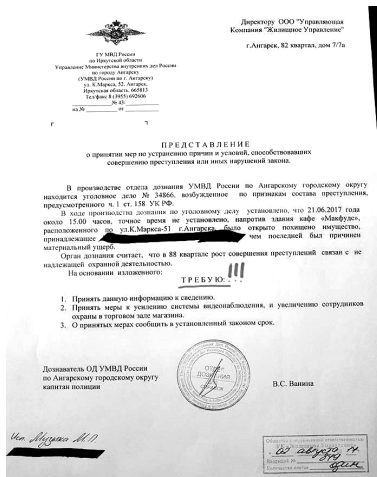 Директору ООО "Управляющая
Компания "Жилищное Управление"
г.Ангарск, 82 квартал, дом 7/7а
ГУ МВД России
по Иркутской области
Управление Министерства внутренних дел России
по городу Ангарску
(УМВД России по г. Ангарску)
ул. К.Маркса, 52, Ангарск,
Иркутская область, 665813
Тел/факс 8 (3955) 692606
№ 43/
на № от
ПРЕДСТАВЛЕНИЕ
о принятии мер по устранению причин и условий, способствовавших
совершению преступления или иных нарушений закона.
В производстве отдела дознания УМВД России по Ангарскому городскому округу
находится уголовное дело № 34866, возбужденное по признакам состава преступления,
предусмотренного ч. 1 ст. 158 УК РФ.
В ходе производства дознания по уголовному делу установлено, что 21.06.2017 года
около 15.00 часов, точное время не установлено, напротив здания кафе «Макфудс»,
расположенного по ул.К.Маркса-51 г.Ангарска, было открыто похищено имущество,
принадлежащее чем последней был причинен
материальный ущерб.
Орган дознания считает, что в 88 квартале рост совершения преступлений связан с не
надлежащей охранной деятельностью.
На основании изложенного:
ТРЕБУЮ: !!!
1. Принять данную информацию к сведению.
2. Принять меры к усилению системы видеонаблюдения, и увеличению сотрудников
охраны в торговом зале магазина.
3. О принятых мерах сообщить в установленный законом срок.
Дознаватель ОД УМВД России
по Ангарскому городскому округу
капитан полиции
В.С. Ванина
ОТДЕЛ
ДОЗНАНИЯ
Исп. М.П.
02 августа